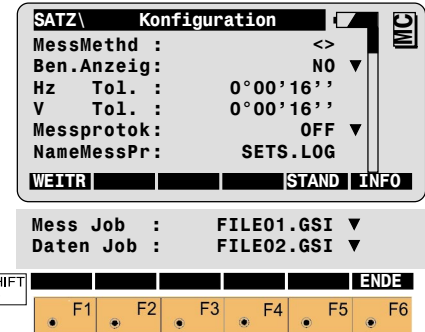 SATZ\ Konfiguration
MC
MessMethd : <>
Ben.Anzeig: NO ▼
Hz Tol. : 0°00'16''
V Tol. : 0°00'16''
Messprotok: OFF ▼
NameMessPr: SETS.LOG
WEITR STAND INFO
Mess Job : FILE01.GSI ▼
Daten Job : FILE02.GSI ▼
HIFT ENDE
F1 F2 F3 F4 F5 F6